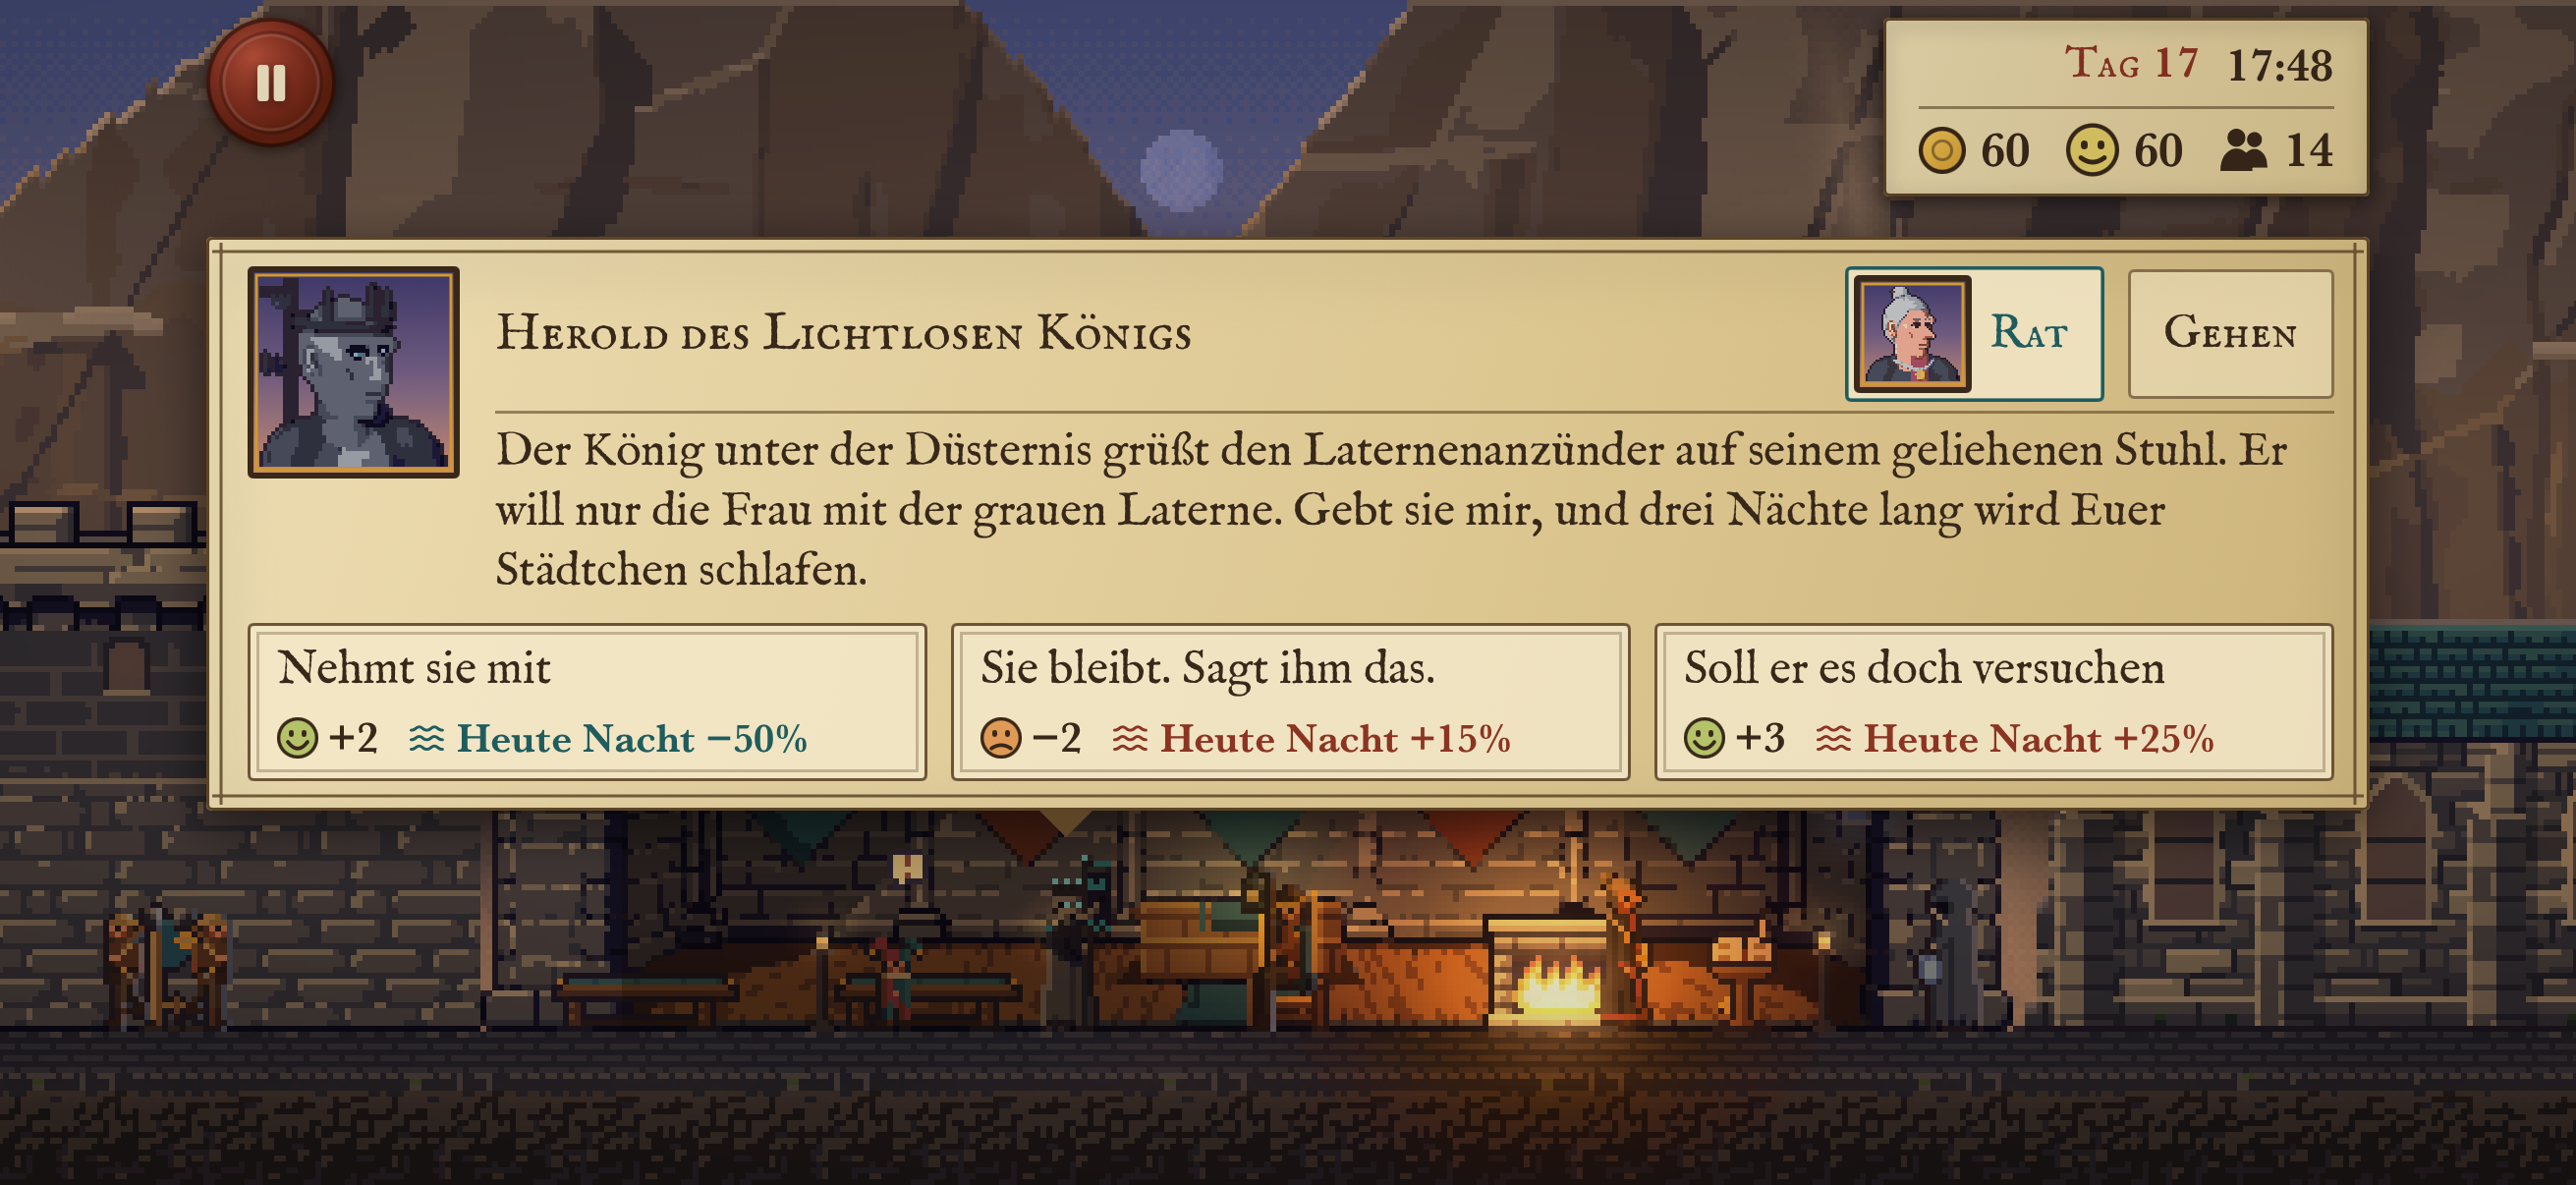 Tag 17 17:48
60 60 14
Herold des Lichtlosen Königs
Rat
Gehen
Der König unter der Düsternis grüßt den Laternenanzünder auf seinem geliehenen Stuhl. Er
will nur die Frau mit der grauen Laterne. Gebt sie mir, und drei Nächte lang wird Euer
Städtchen schlafen.
Nehmt sie mit
+2 Heute Nacht −50%
Sie bleibt. Sagt ihm das.
−2 Heute Nacht +15%
Soll er es doch versuchen
+3 Heute Nacht +25%